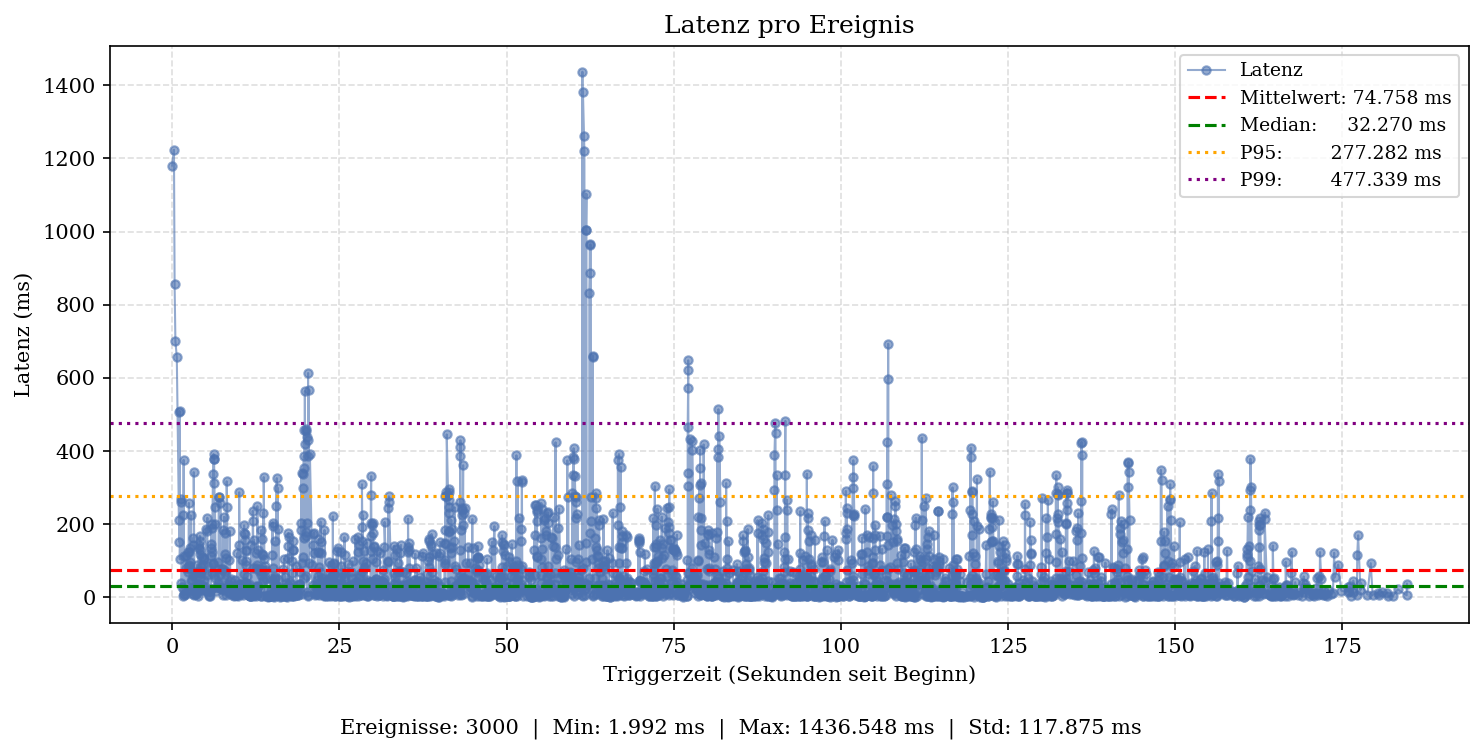 Latenz pro Ereignis
Latenz (ms)
1400
1200
1000
800
600
400
200
0
Latenz
Mittelwert: 74.758 ms
Median: 32.270 ms
P95: 277.282 ms
P99: 477.339 ms
0 25 50 75 100 125 150 175
Triggerzeit (Sekunden seit Beginn)
Ereignisse: 3000 | Min: 1.992 ms | Max: 1436.548 ms | Std: 117.875 ms